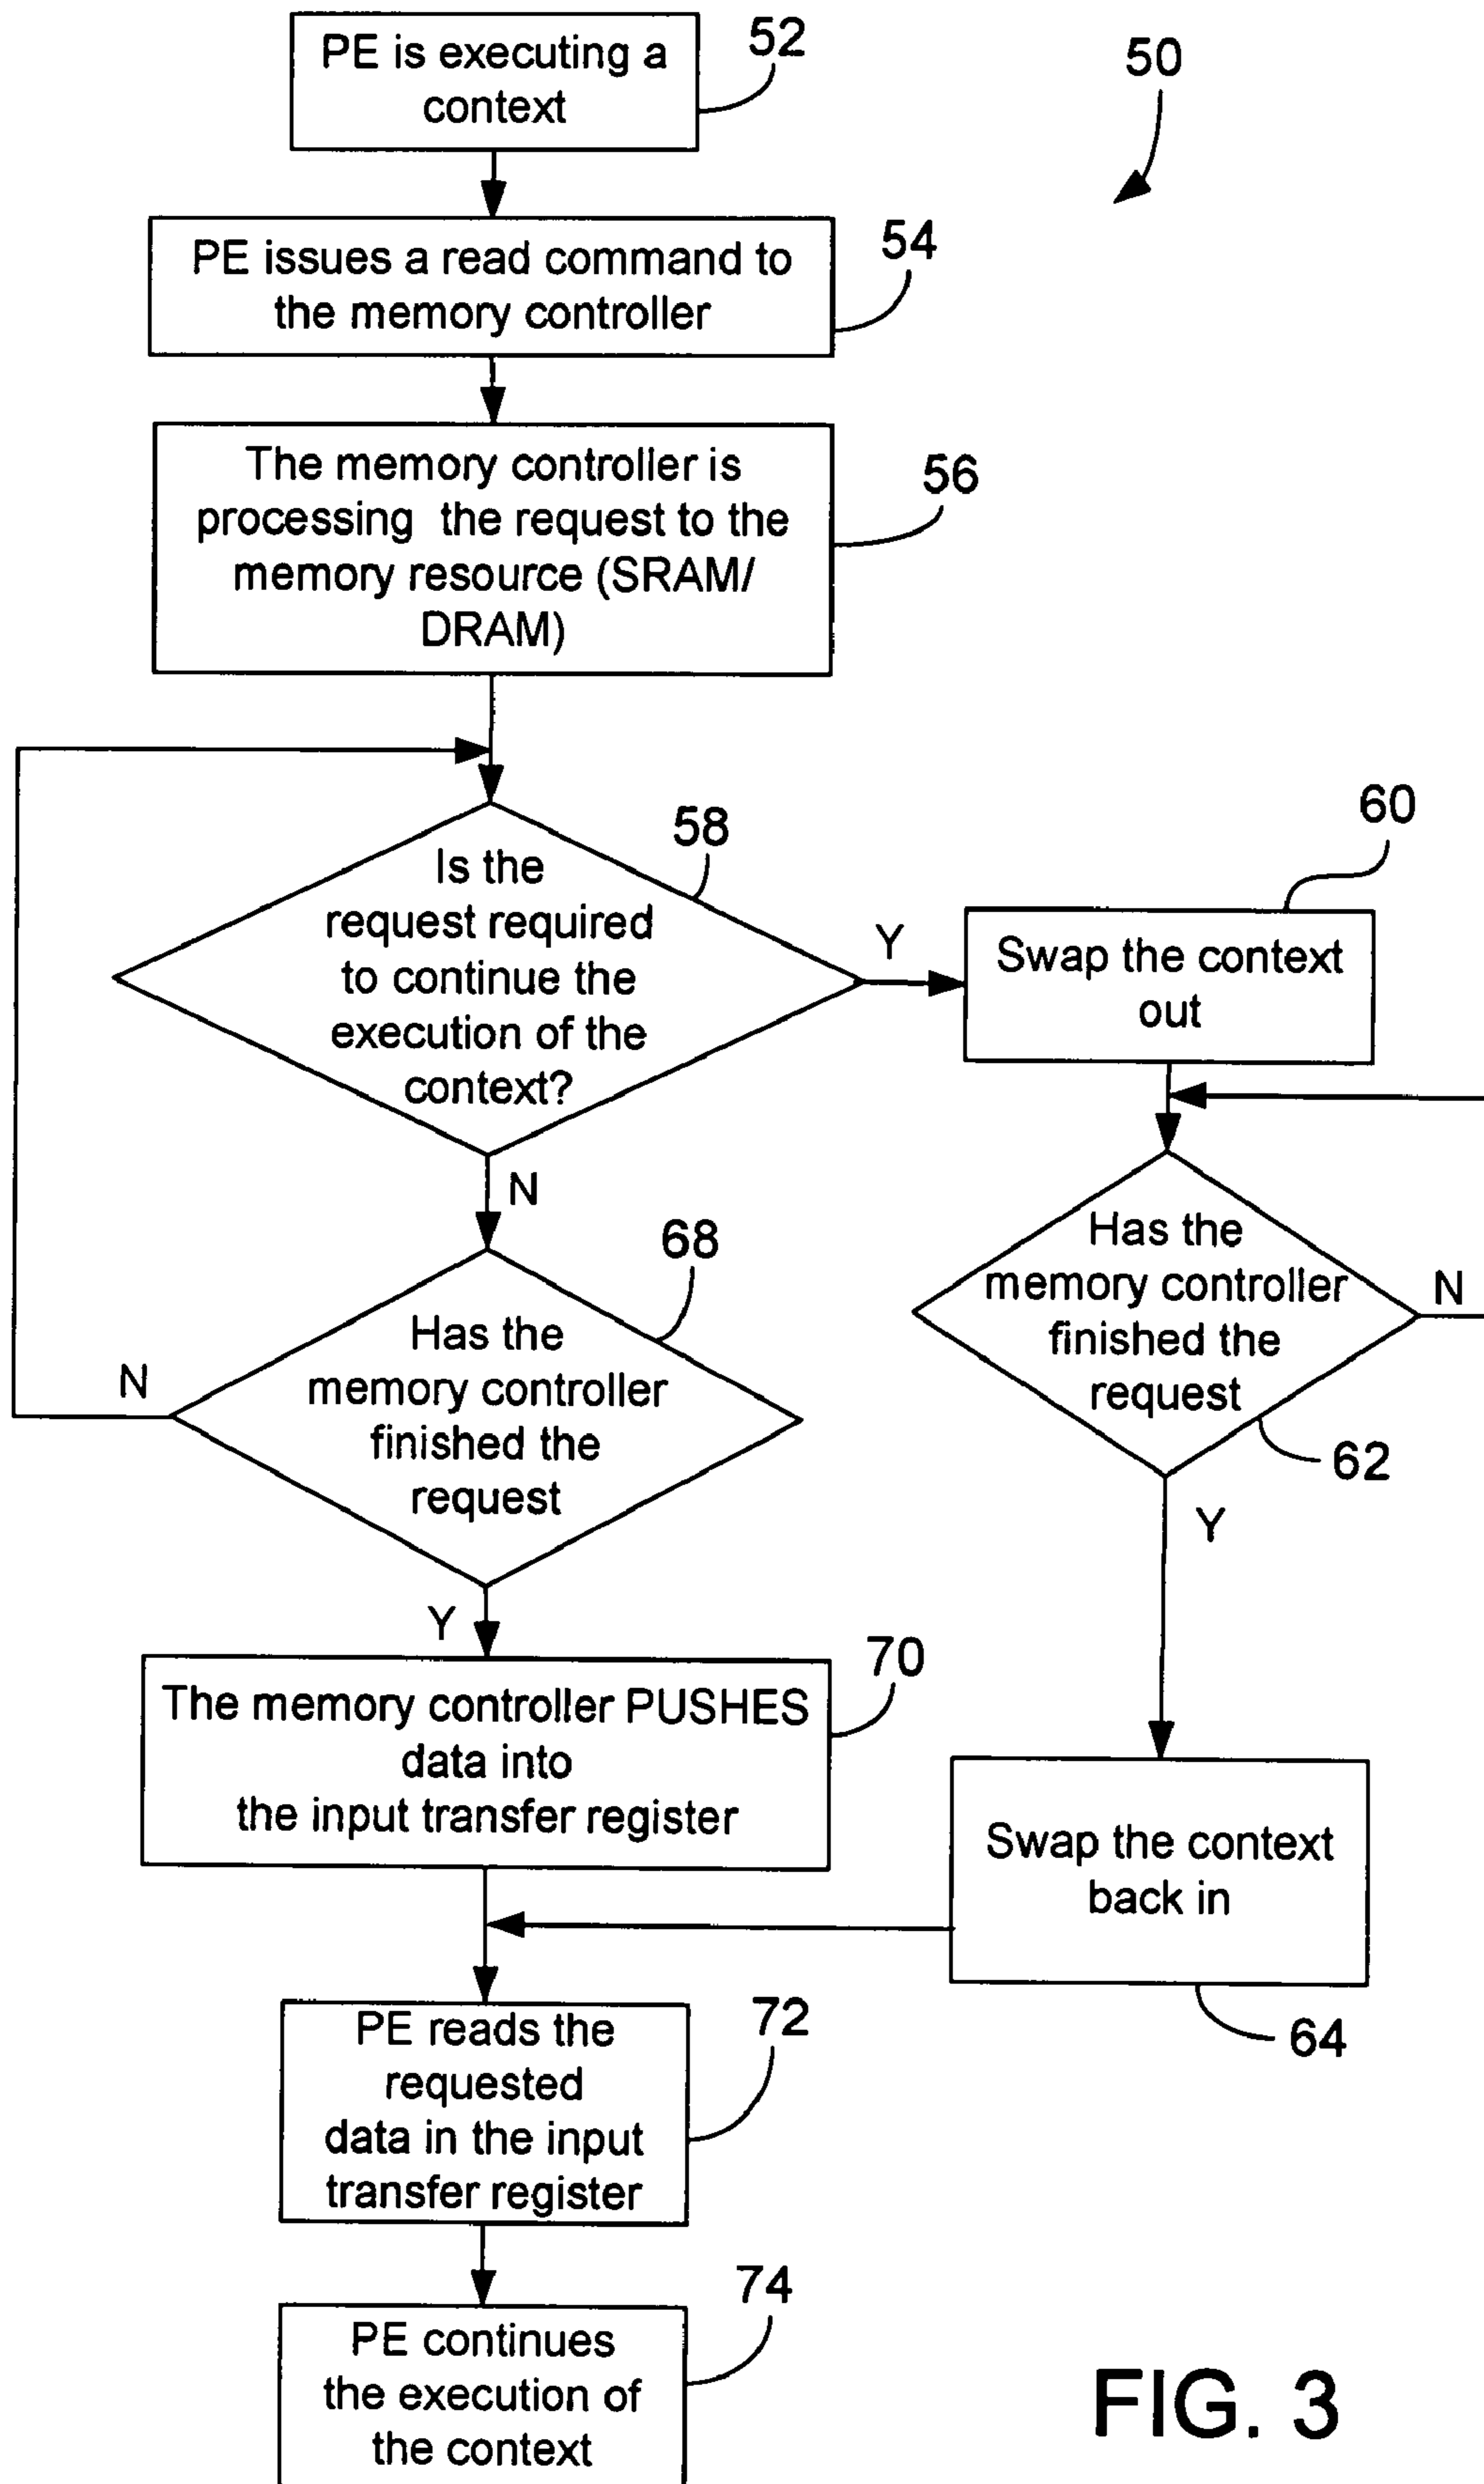 PE is executing a
context
52
50
PE issues a read command to
the memory controller
54
The memory controller is
processing the request to the
memory resource (SRAM/
DRAM)
56
Is the
request required
to continue the
execution of the
context?
58
Y
N
Swap the context
out
60
Has the
memory controller
finished the
request
62
N
Y
Has the
memory controller
finished the
request
68
N
Y
The memory controller PUSHES
data into
the input transfer register
70
Swap the context
back in
64
PE reads the
requested
data in the input
transfer register
72
PE continues
the execution of
the context
74
FIG. 3